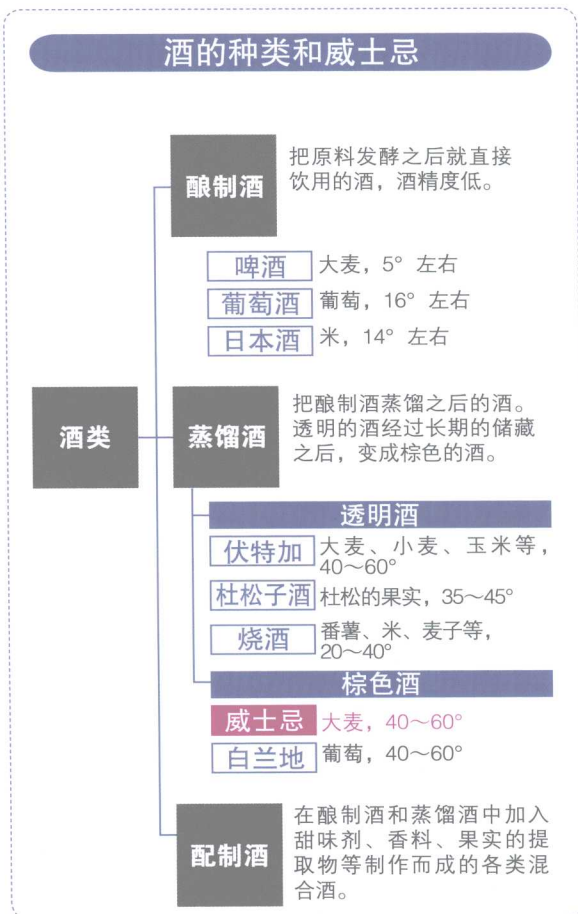 酒的种类和威士忌
酿制酒
把原料发酵之后就直接
饮用的酒，酒精度低。
啤酒 大麦，5° 左右
葡萄酒 葡萄，16° 左右
日本酒 米，14° 左右
酒类
蒸馏酒
把酿制酒蒸馏之后的酒。
透明的酒经过长期的储藏
之后，变成棕色的酒。
透明酒
伏特加 大麦、小麦、玉米等，
40～60°
杜松子酒 杜松的果实，35～45°
烧酒 番薯、米、麦子等，
20～40°
棕色酒
威士忌 大麦，40～60°
白兰地 葡萄，40～60°
配制酒
在酿制酒和蒸馏酒中加入
甜味剂、香料、果实的提
取物等制作而成的各类混
合酒。